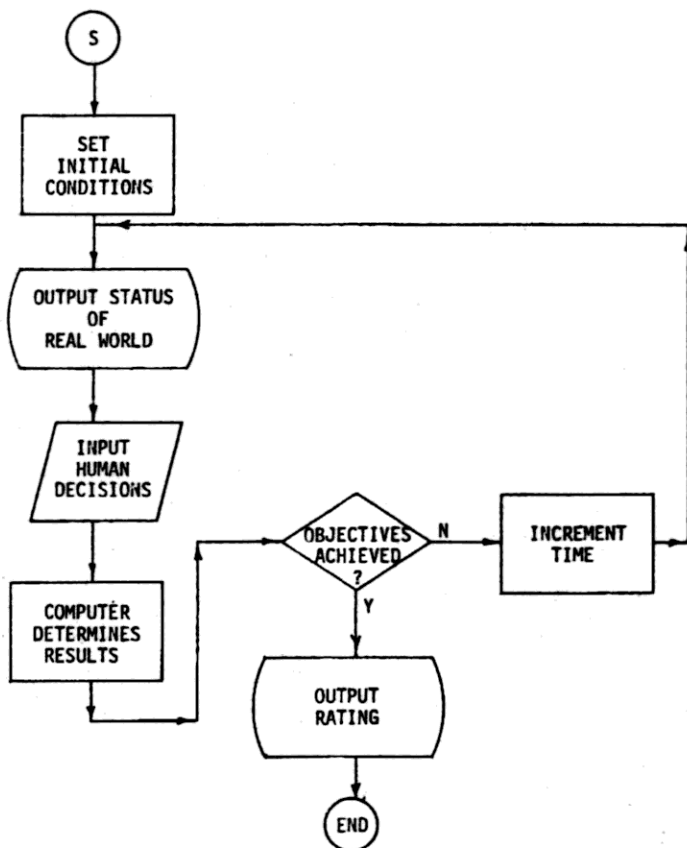 S
SET
INITIAL
CONDITIONS
OUTPUT STATUS
OF
REAL WORLD
INPUT
HUMAN
DECISIONS
COMPUTER
DETERMINES
RESULTS
OBJECTIVES
ACHIEVED
?
N
Y
INCREMENT
TIME
OUTPUT
RATING
END